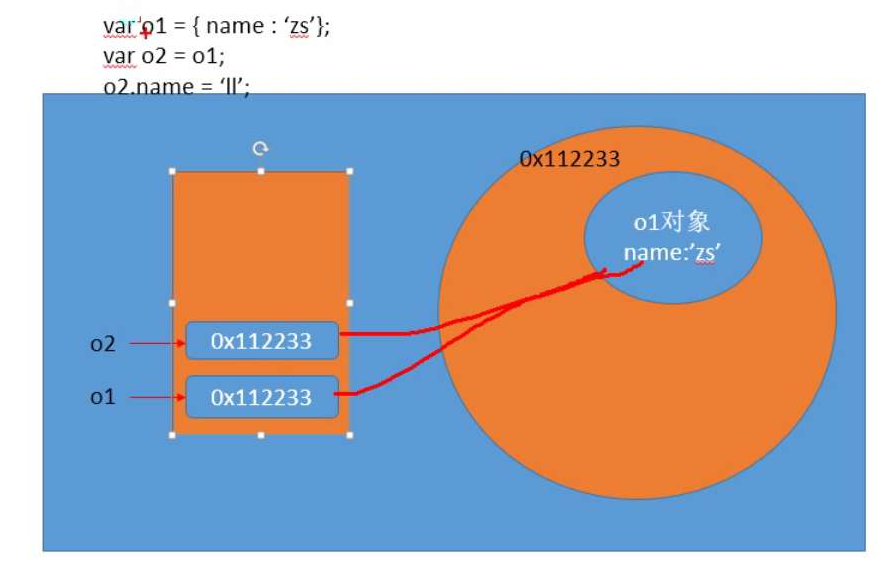 var o1 = { name : ‘zs’};
var o2 = o1;
o2.name = ‘ll’;
0x112233
o1对象
name:’zs’
o2
0x112233
o1
0x112233